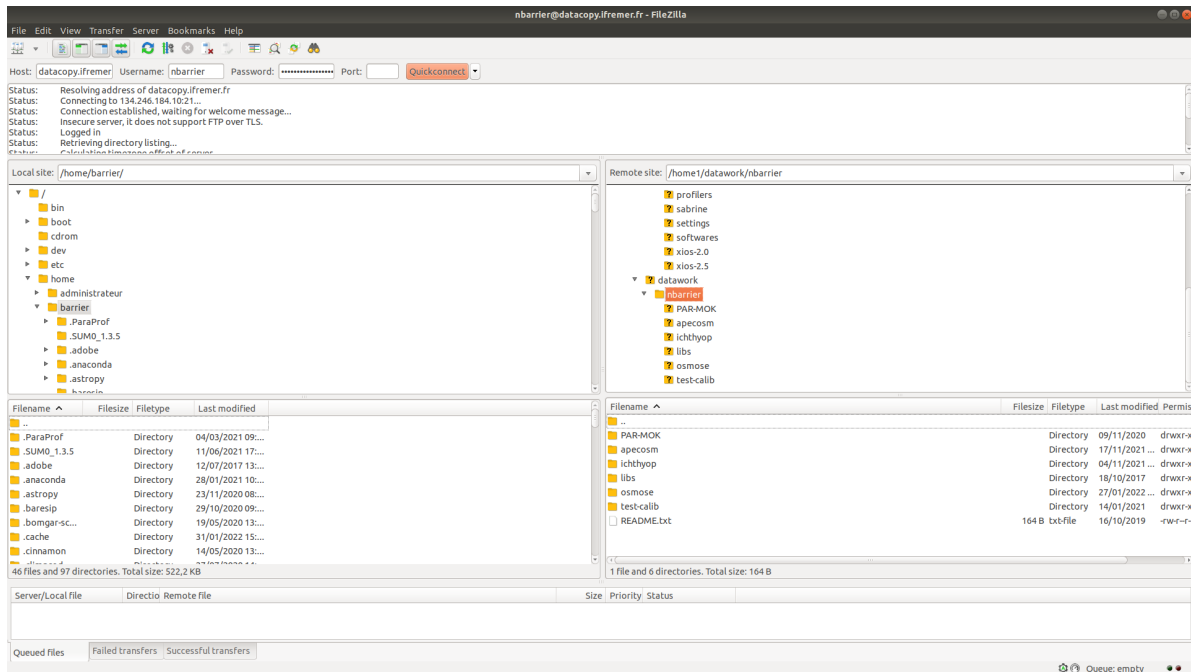 nbarrier@datacopy.ifremer.fr - FileZilla
File Edit View Transfer Server Bookmarks Help
Host: datacopy.ifremer Username: nbarrier Password: •••••••••••••••• Port: Quickconnect
Status: Resolving address of datacopy.ifremer.fr
Status: Connecting to 134.246.184.10:21...
Status: Connection established, waiting for welcome message...
Status: Insecure server, it does not support FTP over TLS.
Status: Logged in
Status: Retrieving directory listing...
Status: Calculating timezone offset of server...
Local site: /home/barrier/
/
bin
boot
cdrom
dev
etc
home
administrateur
barrier
.ParaProf
.SUM0_1.3.5
.adobe
.anaconda
.astropy
.baresip
Remote site: /home1/datawork/nbarrier
? profilers
? sabrine
? settings
? softwares
? xios-2.0
? xios-2.5
? datawork
nbarrier
? PAR-MOK
? apecosm
? ichthyop
? libs
? osmose
? test-calib
Filename Filesize Filetype Last modified
..
.ParaProf Directory 04/03/2021 09:...
.SUM0_1.3.5 Directory 11/06/2021 17:...
.adobe Directory 12/07/2017 13:...
.anaconda Directory 28/01/2021 10:...
.astropy Directory 23/11/2020 08:...
.baresip Directory 29/10/2020 09:...
.bomgar-sc... Directory 19/05/2020 13:...
.cache Directory 31/01/2022 15:...
.cinnamon Directory 14/05/2020 13:...
46 files and 97 directories. Total size: 522,2 KB
Filename Filesize Filetype Last modified Permis
..
PAR-MOK Directory 09/11/2020 drwxr-x
apecosm Directory 17/11/2021 ... drwxr-x
ichthyop Directory 04/11/2021 ... drwxr-x
libs Directory 18/10/2017 drwxr-x
osmose Directory 27/01/2022 ... drwxr-x
test-calib Directory 14/01/2021 drwxr-x
README.txt 164 B txt-file 16/10/2019 -rw-r--r-
1 file and 6 directories. Total size: 164 B
Server/Local file Directio Remote file Size Priority Status
Queued files Failed transfers Successful transfers
Queue: empty